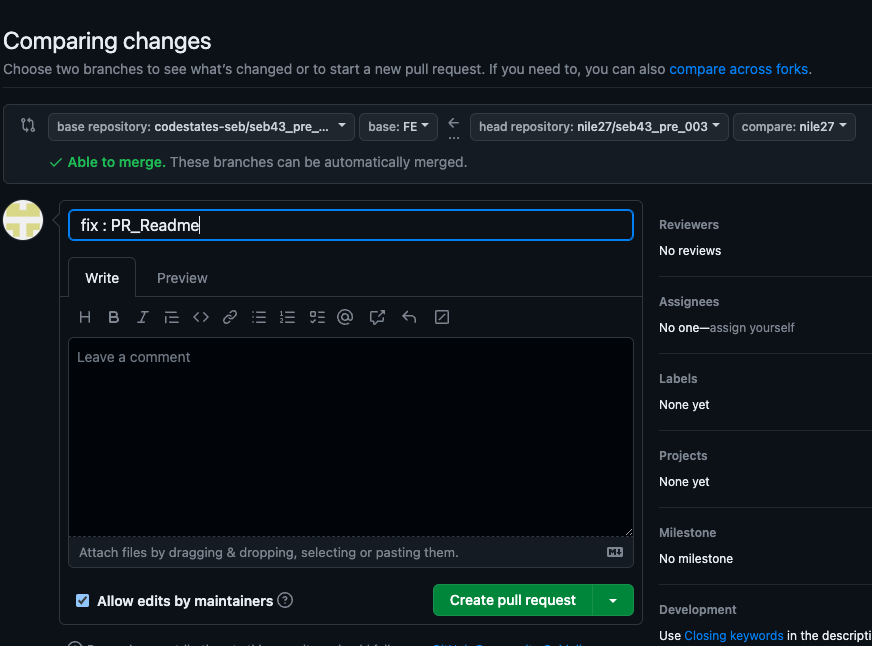 Comparing changes
Choose two branches to see what's changed or to start a new pull request. If you need to, you can also compare across forks.
base repository: codestates-seb/seb43_pre_... base: FE ... head repository: nile27/seb43_pre_003 compare: nile27
Able to merge. These branches can be automatically merged.
fix : PR_Readme
Reviewers
No reviews
Write Preview
Assignees
No one—assign yourself
Leave a comment
Labels
None yet
Projects
None yet
Milestone
No milestone
Attach files by dragging & dropping, selecting or pasting them.
Allow edits by maintainers
Create pull request
Development
Use Closing keywords in the descripti